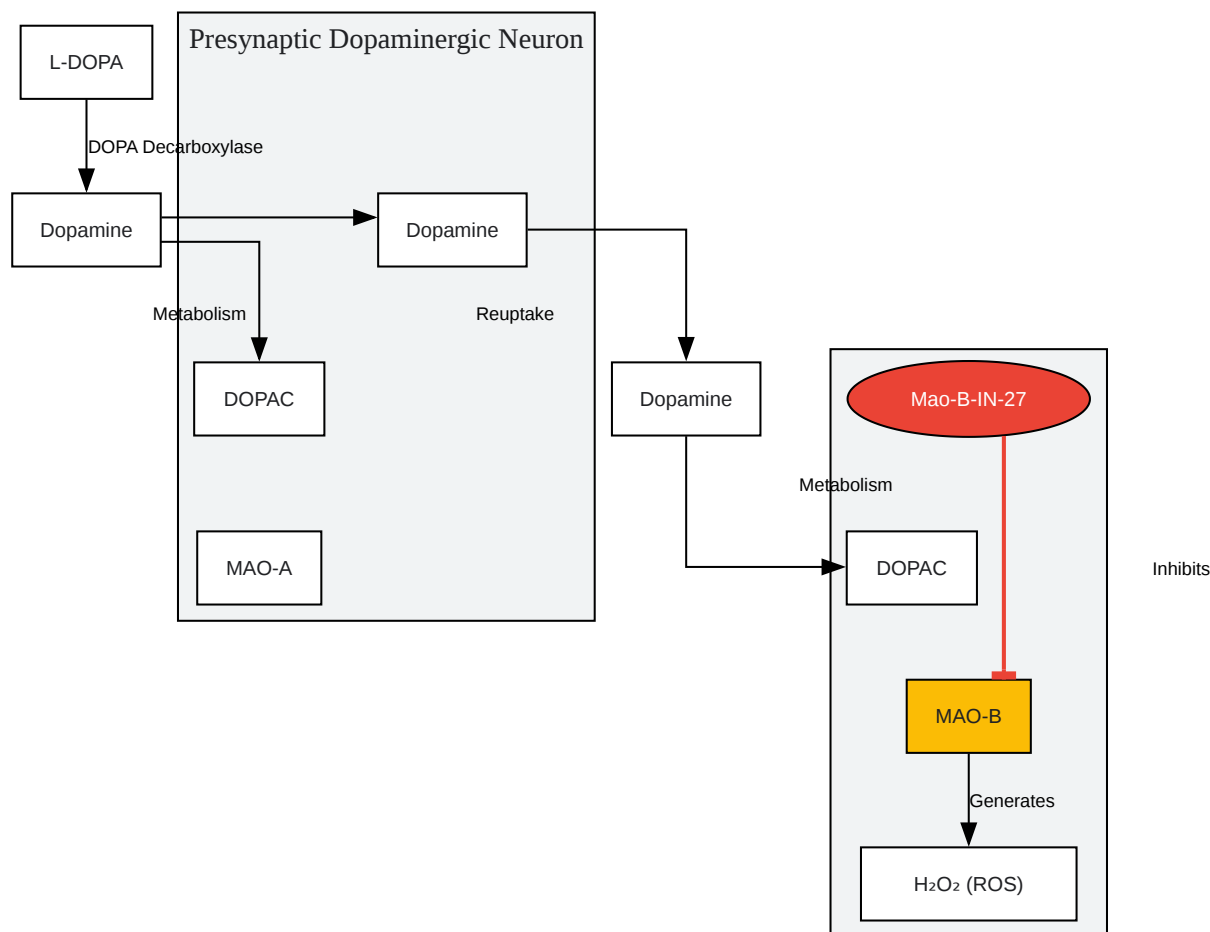 Presynaptic Dopaminergic Neuron
L-DOPA
DOPA Decarboxylase
Dopamine
Dopamine
Metabolism
Reuptake
DOPAC
Dopamine
Mao-B-IN-27
Metabolism
MAO-A
DOPAC
Inhibits
MAO-B
Generates
H₂O₂ (ROS)